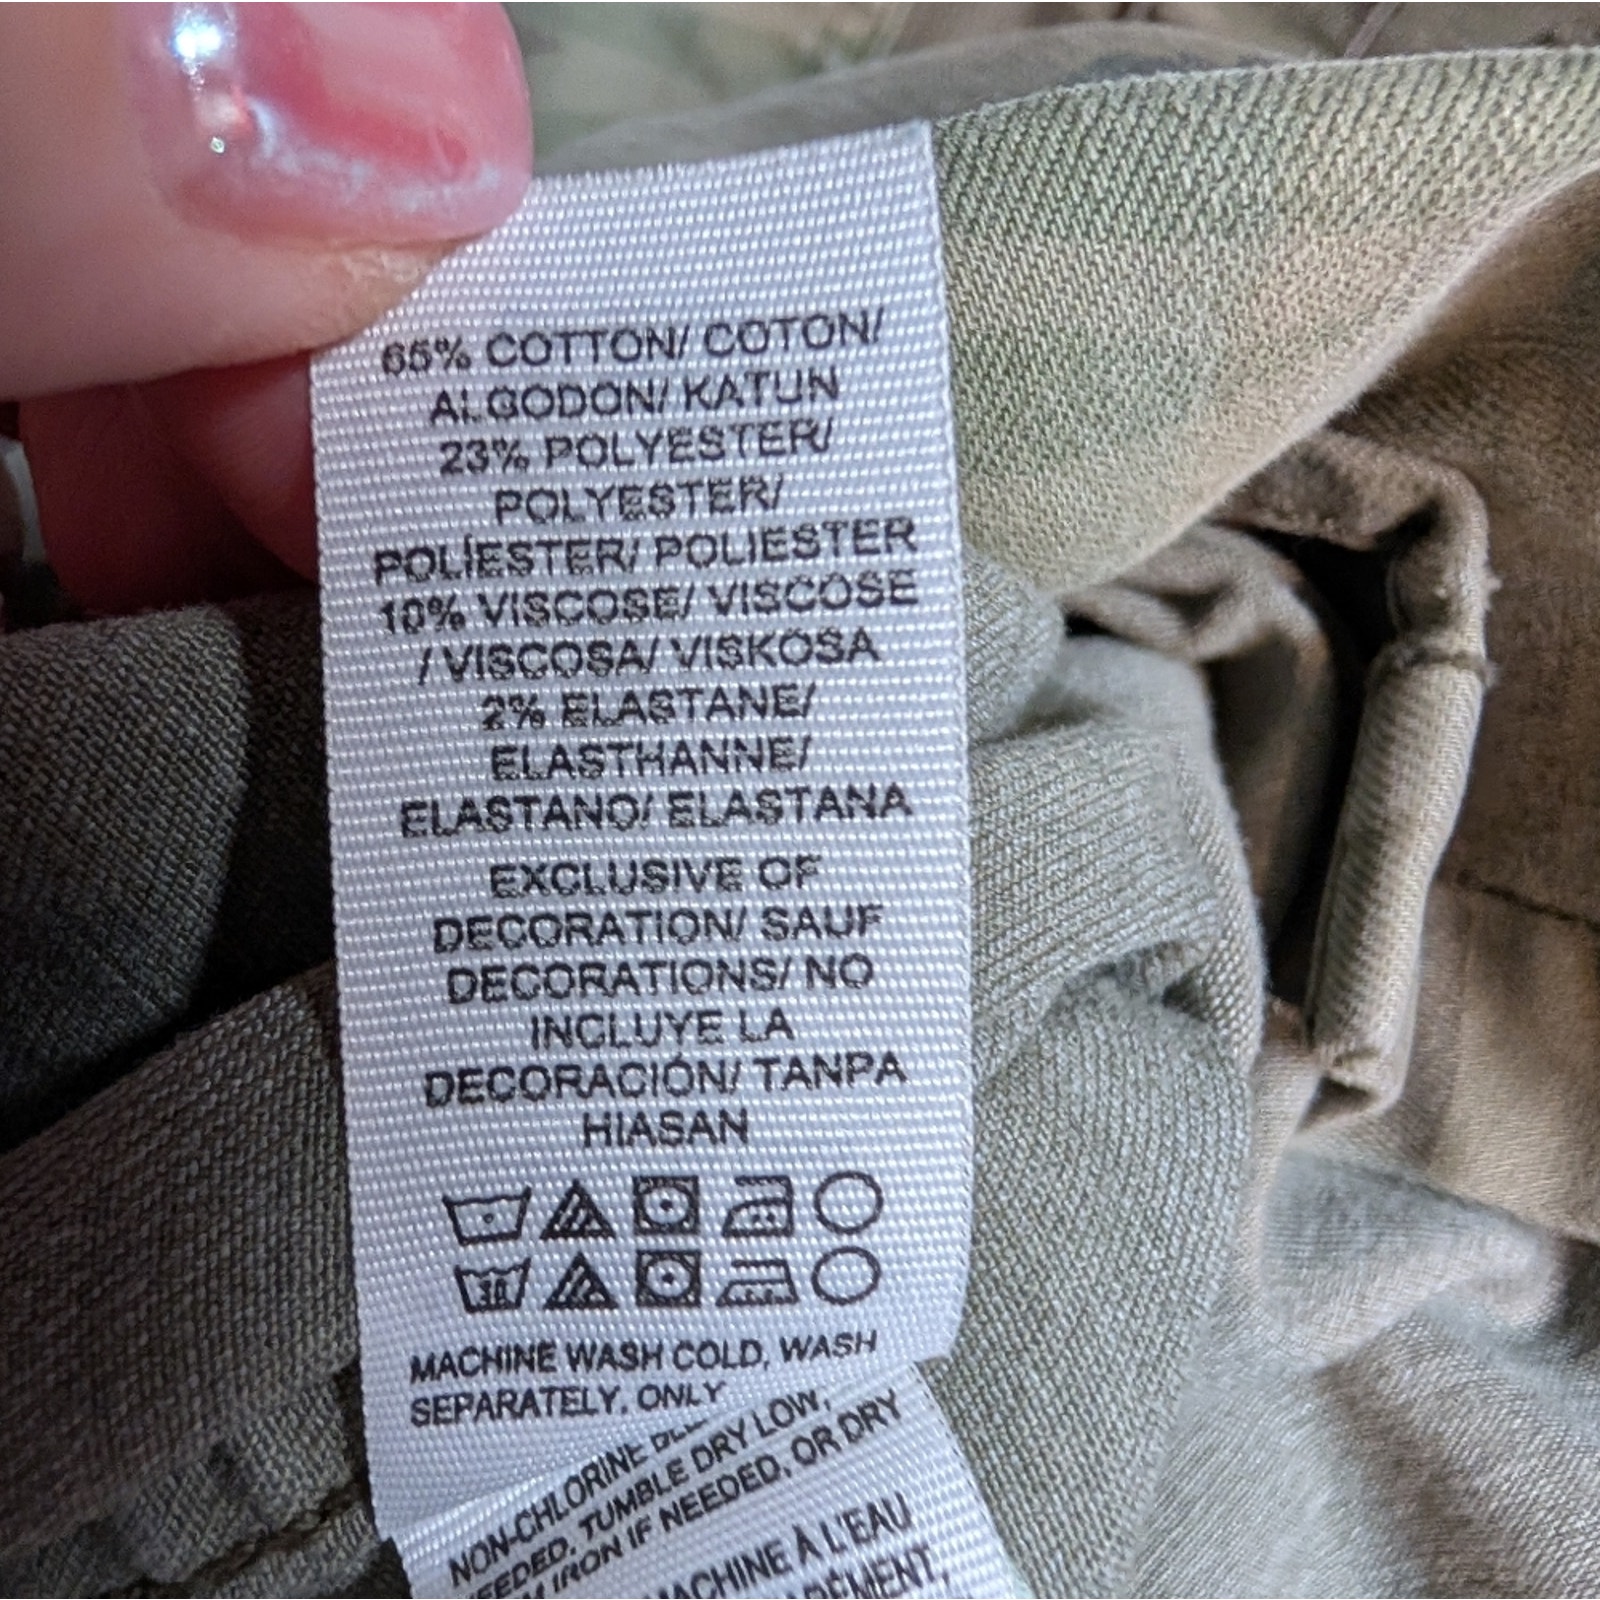 65% COTTON/ COTON/
ALGODON/ KATUN
23% POLYESTER/
POLYESTER/
POLÍESTER/ POLIESTER
10% VISCOSE/ VISCOSE
/ VISCOSA/ VISKOSA
2% ELASTANE/
ELASTHANNE/
ELASTANO/ ELASTANA
EXCLUSIVE OF
DECORATION/ SAUF
DECORATIONS/ NO
INCLUYE LA
DECORACIÓN/ TANPA
HIASAN
30
MACHINE WASH COLD, WASH
SEPARATELY, ONLY
NON-CHLORINE
TUMBLE DRY LOW,
IRON IF NEEDED, OR DRY
MACHINE À L'EAU